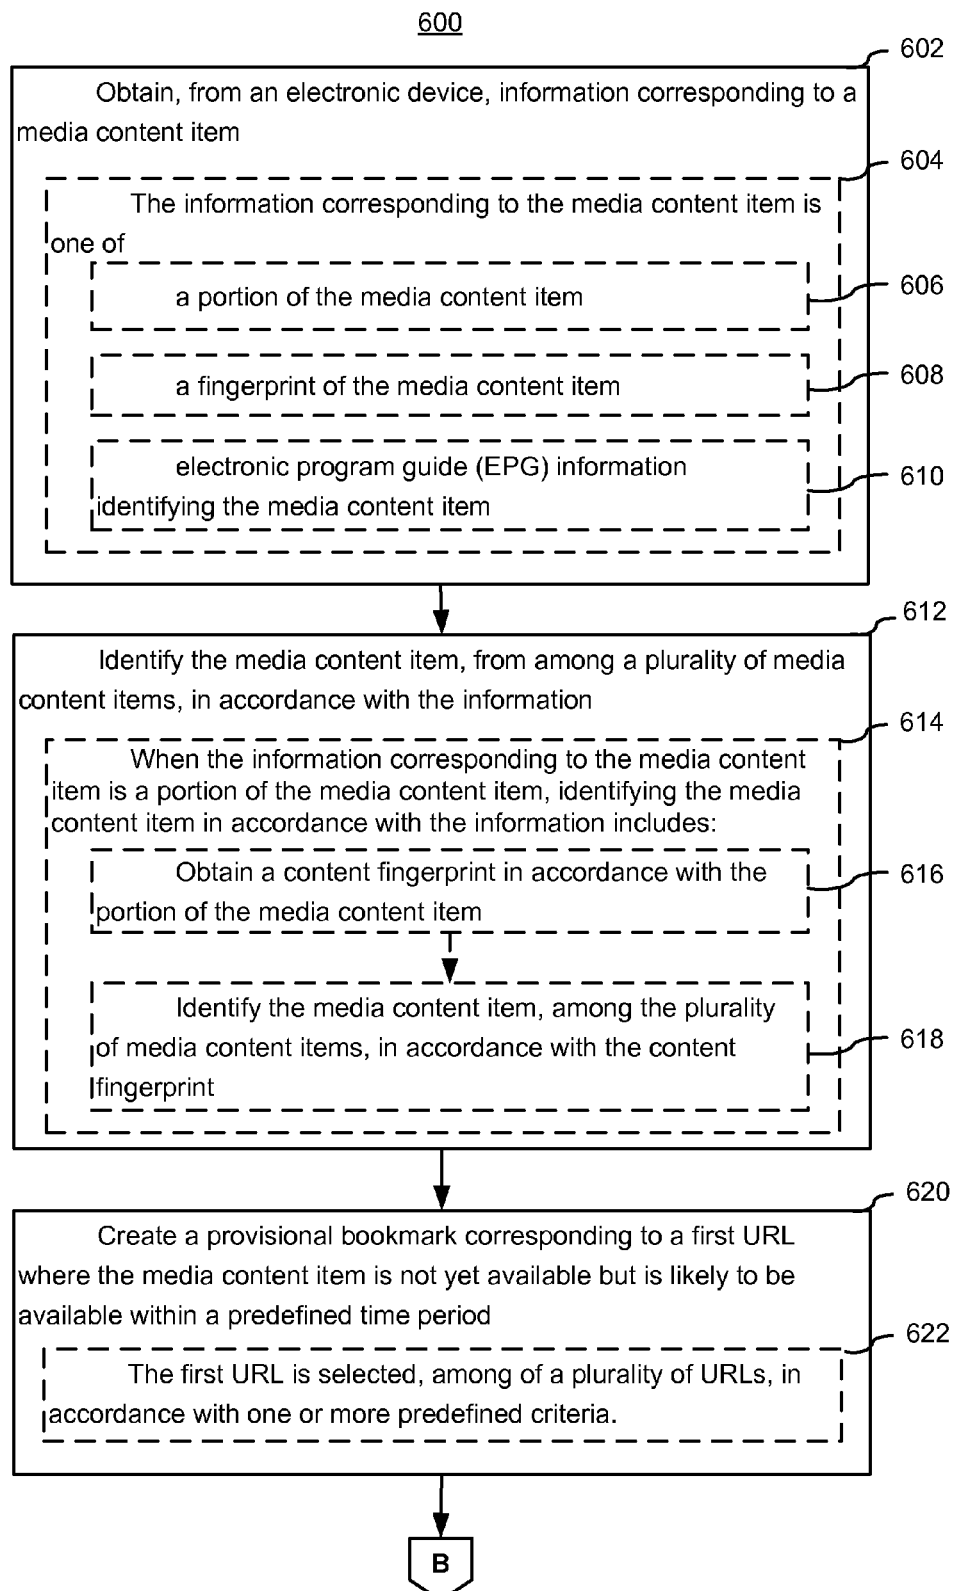 600
602
Obtain, from an electronic device, information corresponding to a
media content item
604
The information corresponding to the media content item is
one of
606
a portion of the media content item
608
a fingerprint of the media content item
610
electronic program guide (EPG) information
identifying the media content item
612
Identify the media content item, from among a plurality of media
content items, in accordance with the information
614
When the information corresponding to the media content
item is a portion of the media content item, identifying the media
content item in accordance with the information includes:
616
Obtain a content fingerprint in accordance with the
portion of the media content item
618
Identify the media content item, among the plurality
of media content items, in accordance with the content
fingerprint
620
Create a provisional bookmark corresponding to a first URL
where the media content item is not yet available but is likely to be
available within a predefined time period
622
The first URL is selected, among of a plurality of URLs, in
accordance with one or more predefined criteria.
B